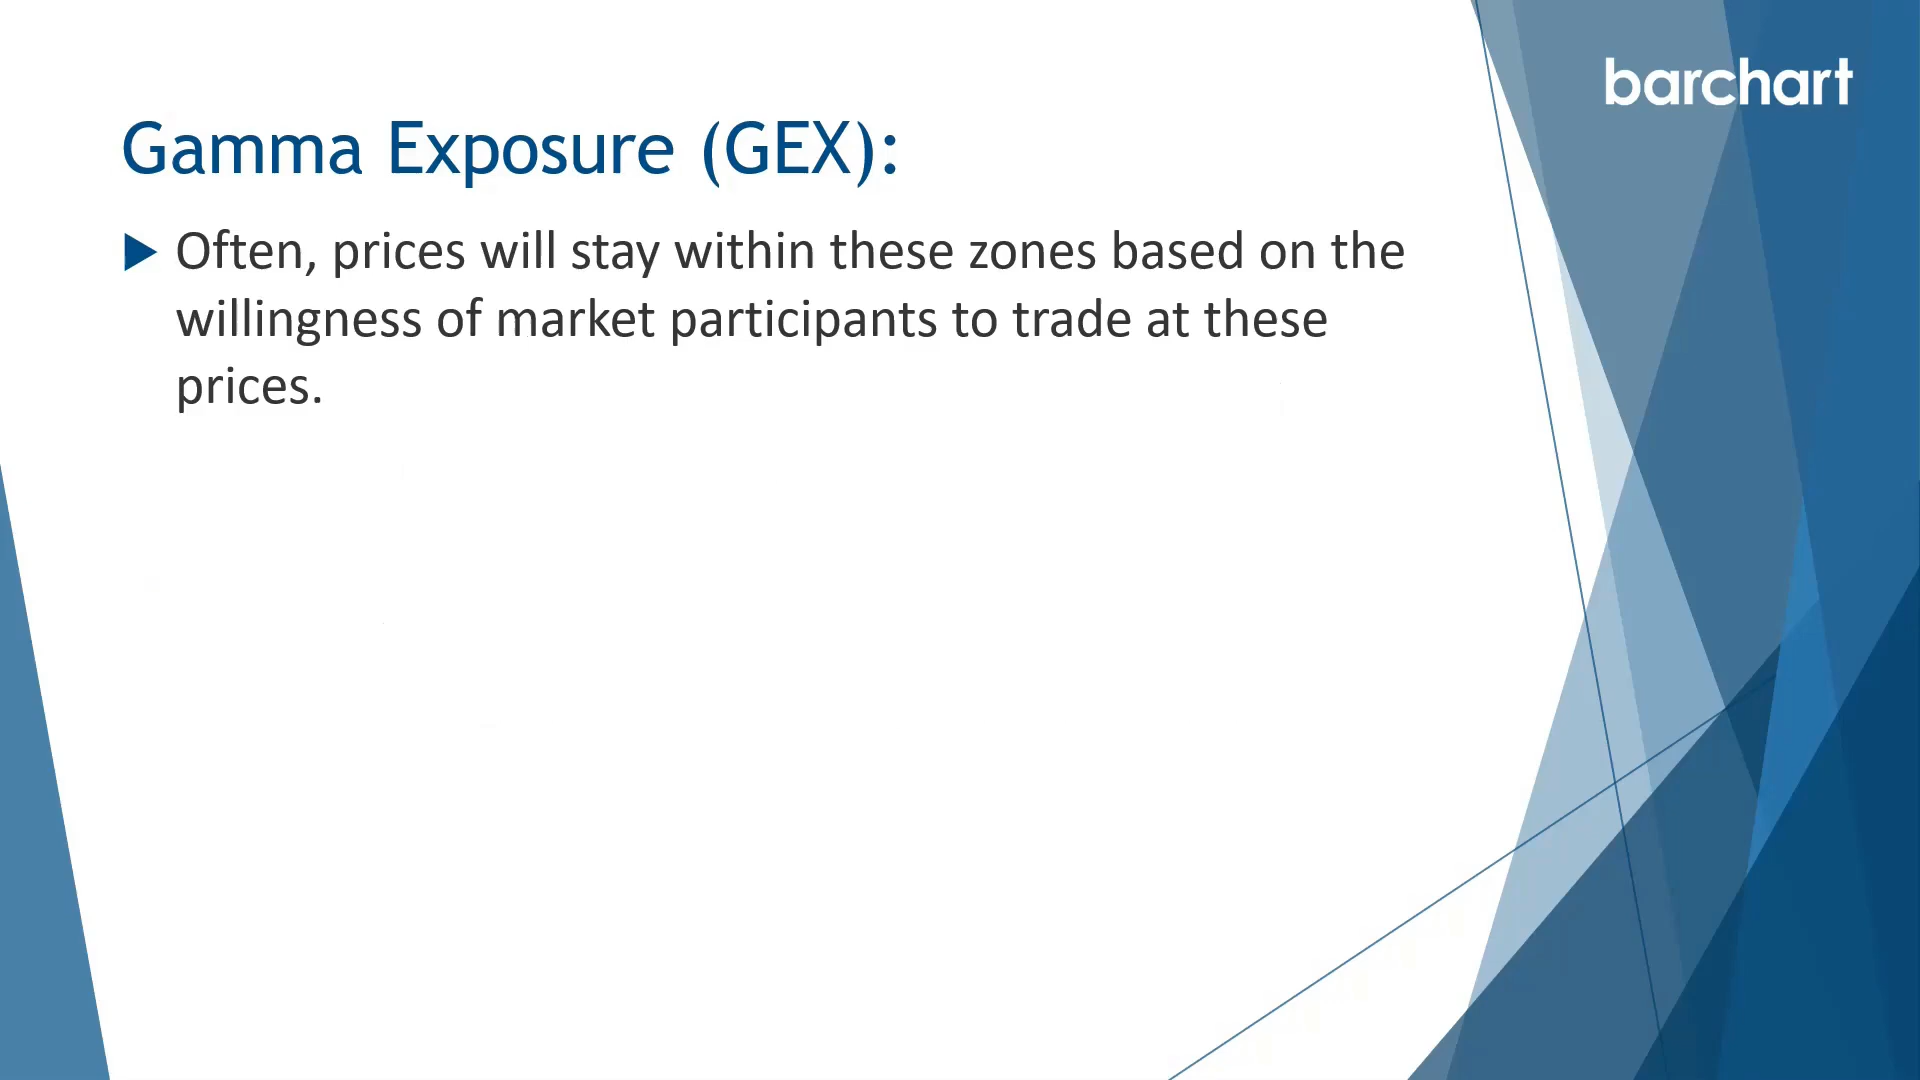 barchart
Gamma Exposure (GEX):
Often, prices will stay within these zones based on the
willingness of market participants to trade at these
prices.